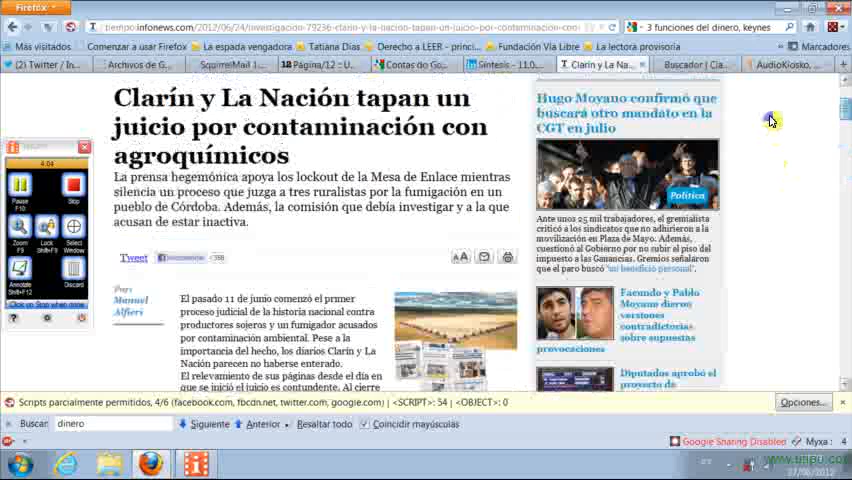 Firefox
tiempo.infonews.com/2012/06/24/investigacion-79236-clarin-y-la-nacion-tapan-un-juicio-por-contaminacion-con
3 funciones del dinero, keynes
Más visitados
Comenzar a usar Firefox
La espada vengadora
Tatiana Días
Derecho a LEER – princi...
Fundación Vía Libre
La lectora provisoria
Marcadores
(2) Twitter / In...
Archivos de G...
SquirrelMail 1...
Página/12 :: U...
Contas do Go...
Síntesis - 11.0...
Clarín y La Na...
Buscador | Cla...
AudioKiosko, ...
Clarín y La Nación tapan un
juicio por contaminación con
agroquímicos
La prensa hegemónica apoya los lockout de la Mesa de Enlace mientras
silencia un proceso que juzga a tres ruralistas por la fumigación en un
pueblo de Córdoba. Además, la comisión que debía investigar y a la que
acusan de estar inactiva.
Tweet
AA
Por:
Manuel
Alfieri
El pasado 11 de junio comenzó el primer
proceso judicial de la historia nacional contra
productores sojeros y un fumigador acusados
por contaminación ambiental. Pese a la
importancia del hecho, los diarios Clarín y La
Nación parecen no haberse enterado.
El relevamiento de sus páginas desde el día en
que se inició el juicio es contundente. Al cierre
Hugo Moyano confirmó que
buscará otro mandato en la
CGT en julio
Política
Ante unos 25 mil trabajadores, el gremialista
criticó a los sindicatos que no adhirieron a la
movilización en Plaza de Mayo. Además,
cuestionó al Gobierno por no subir el piso del
impuesto a las Ganancias. Gremios señalaron
que el paro buscó "un beneficio personal".
Facundo y Pablo
Moyano dieron
versiones
contradictorias
sobre supuestas
provocaciones
Diputados aprobó el
proyecto de
4:04
Pause
F10
Stop
Zoom
F9
Lock
Shift+F9
Select
Window
Annotate
Shift+F12
Discard
Click on Stop when done
Scripts parcialmente permitidos, 4/6 (facebook.com, fbcdn.net, twitter.com, google.com) | <SCRIPT>: 54 | <OBJECT>: 0
Opciones...
Buscar:
dinero
Siguiente
Anterior
Resaltar todo
Coincidir mayúsculas
Google Sharing Disabled
Myxa:
4
27/06/2012